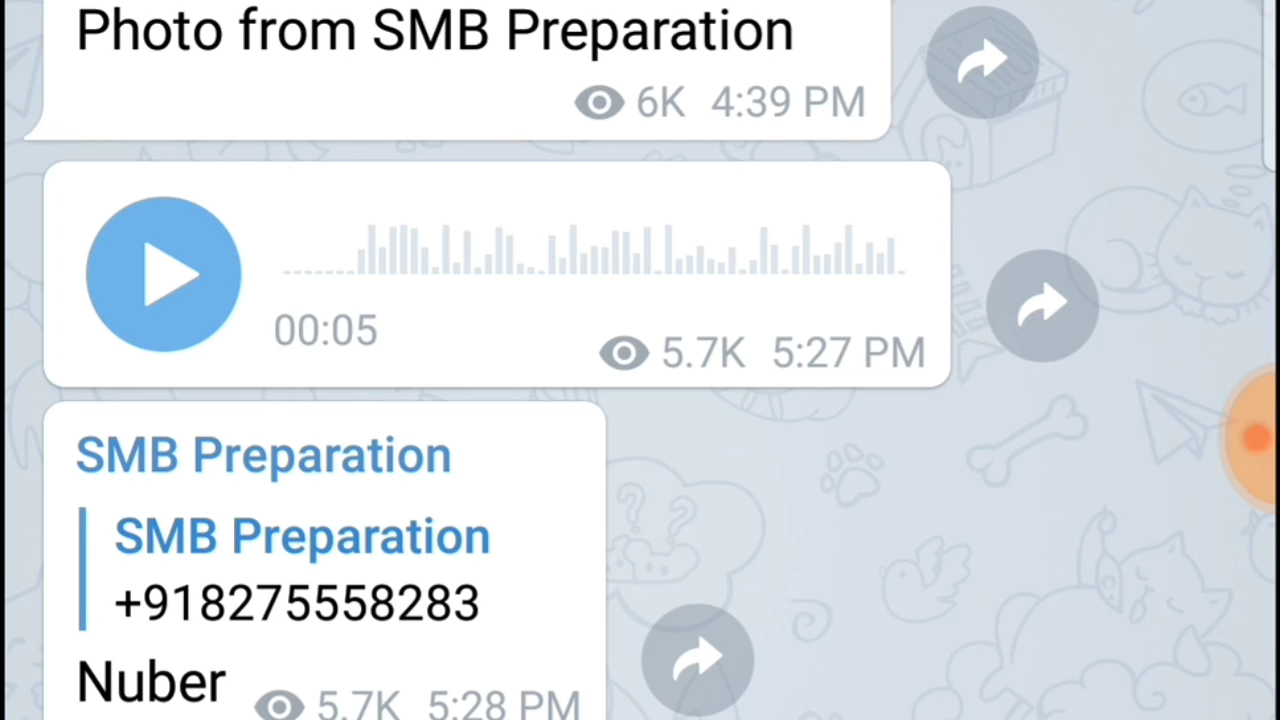 Photo from SMB Preparation
6K 4:39 PM
00:05
5.7K 5:27 PM
SMB Preparation
SMB Preparation
+918275558283
Nuber
5.7K 5:28 PM